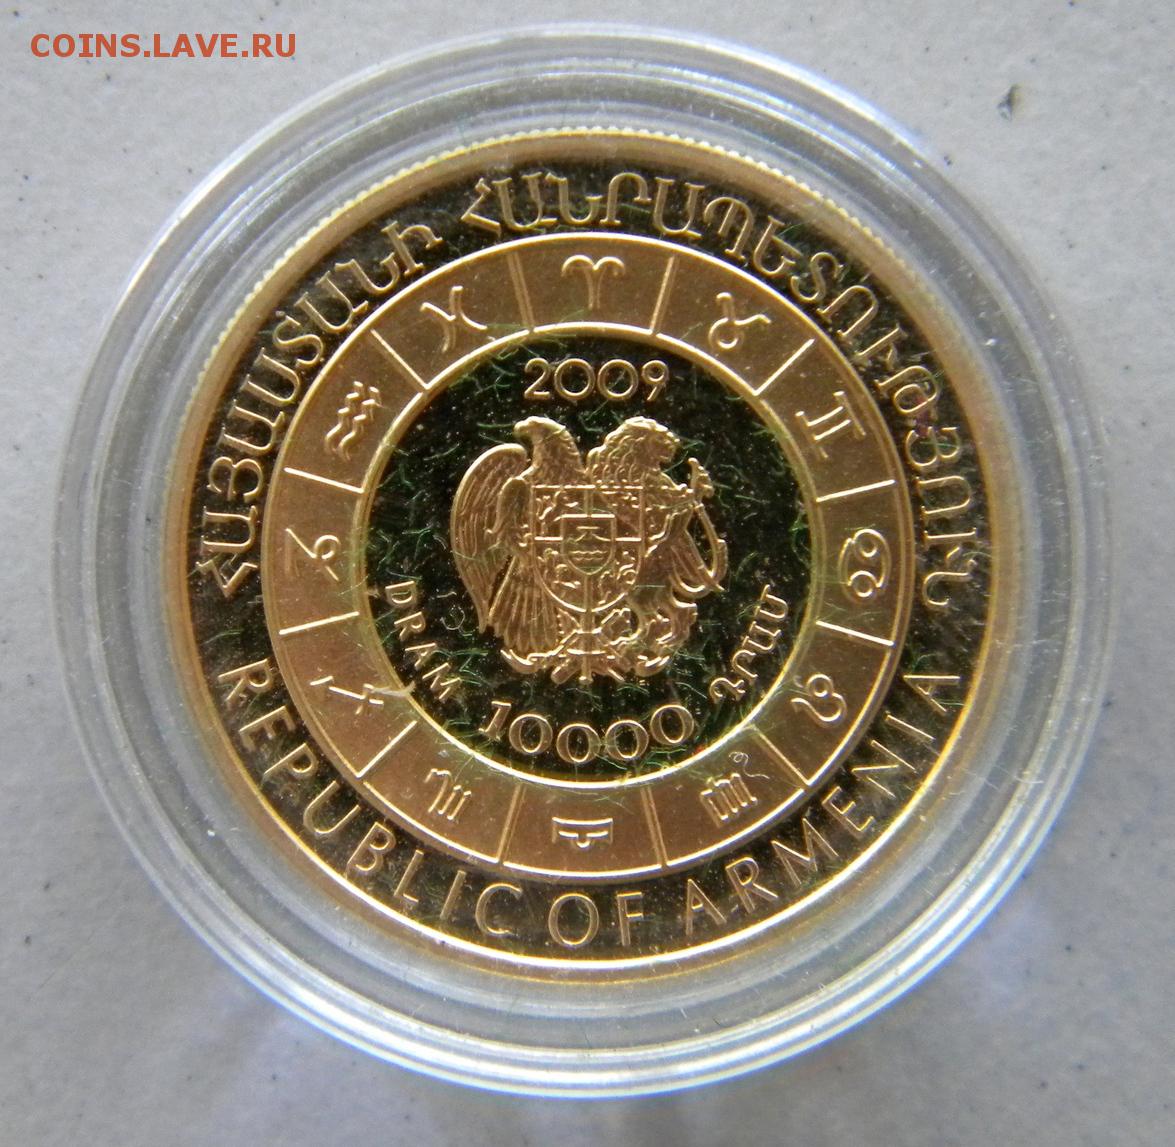 COINS.LAVE.RU
ՀԱՅԱՍՏԱՆԻ ՀԱՆՐԱՊԵՏՈՒԹՅՈՒՆ
2009
DRAM 10000 ԴՐԱՄ
REPUBLIC OF ARMENIA